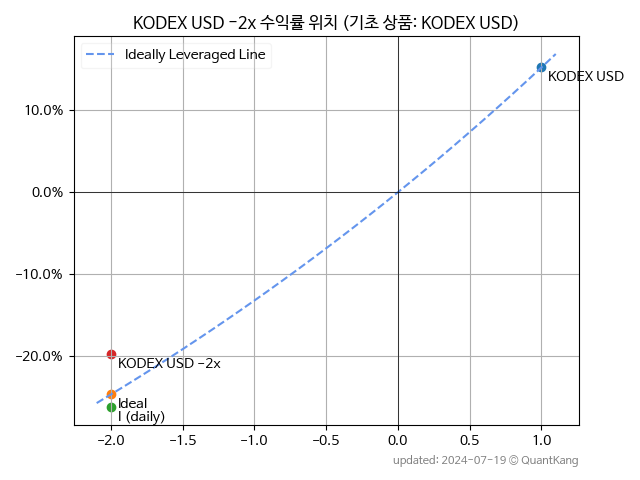 KODEX USD -2x 수익률 위치 (기초 상품: KODEX USD)
Ideally Leveraged Line
KODEX USD
10.0%
0.0%
-10.0%
-20.0%
KODEX USD -2x
Ideal
I (daily)
-2.0 -1.5 -1.0 -0.5 0.0 0.5 1.0
updated: 2024-07-19 © QuantKang